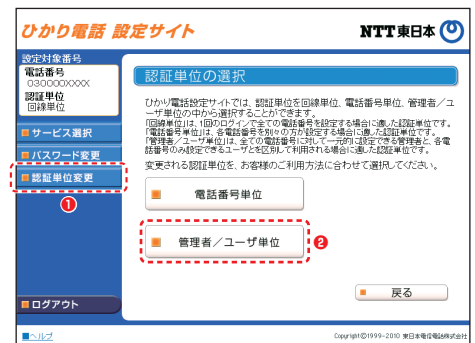 ひかり電話 設定サイト
NTT東日本
設定対象番号
電話番号
030000XXXX
認証単位
回線単位
サービス選択
パスワード変更
認証単位変更
1
ログアウト
ヘルプ
認証単位の選択
ひかり電話設定サイトでは、認証単位を回線単位、電話番号単位、管理者／ユ
ーザ単位の中から選択することができます。
「回線単位」は、1回のログインで全ての電話番号を設定する場合に適した認証単位です。
「電話番号単位」は、各電話番号を別々の方が設定する場合に適した認証単位です。
「管理者／ユーザ単位」は、全ての電話番号に対して一元的に設定できる管理者と、各電
話番号のみ設定できるユーザとを区別して利用される場合に適した認証単位です。
変更される認証単位を、お客様のご利用方法に合わせて選択してください。
電話番号単位
管理者／ユーザ単位
2
戻る
Copyright©1999-2010 東日本電信電話株式会社